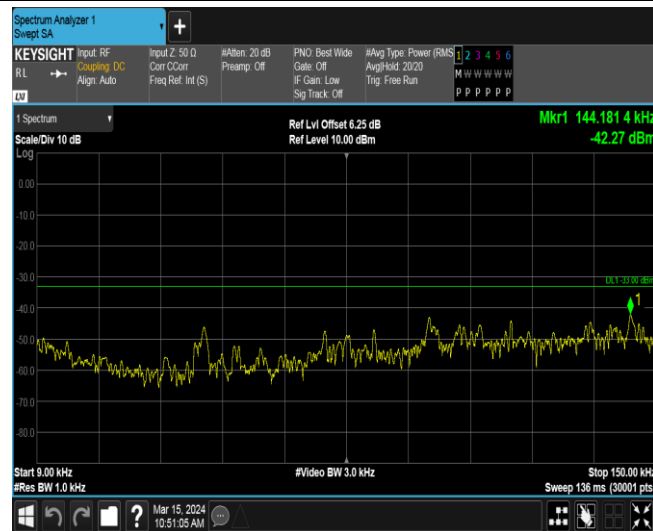 Spectrum Analyzer 1
Swept SA
+
KEYSIGHT
RL
LXI
Input: RF
Coupling: DC
Align: Auto
Input Z: 50 Ω
Corr CCorr
Freq Ref: Int (S)
#Atten: 20 dB
Preamp: Off
PNO: Best Wide
Gate: Off
IF Gain: Low
Sig Track: Off
#Avg Type: Power (RMS
Avg|Hold: 20/20
Trig: Free Run
1 2 3 4 5 6
M W W W W W
P P P P P P
1 Spectrum
Scale/Div 10 dB
Log
Ref Lvl Offset 6.25 dB
Ref Level 10.00 dBm
Mkr1 144.181 4 kHz
-42.27 dBm
0.00
-10.0
-20.0
-30.0
DL1 -33.00 dBm
1
-40.0
-50.0
-60.0
-70.0
-80.0
Start 9.00 kHz
#Res BW 1.0 kHz
#Video BW 3.0 kHz
Stop 150.00 kHz
Sweep 136 ms (30001 pts
?
Mar 15, 2024
10:51:05 AM